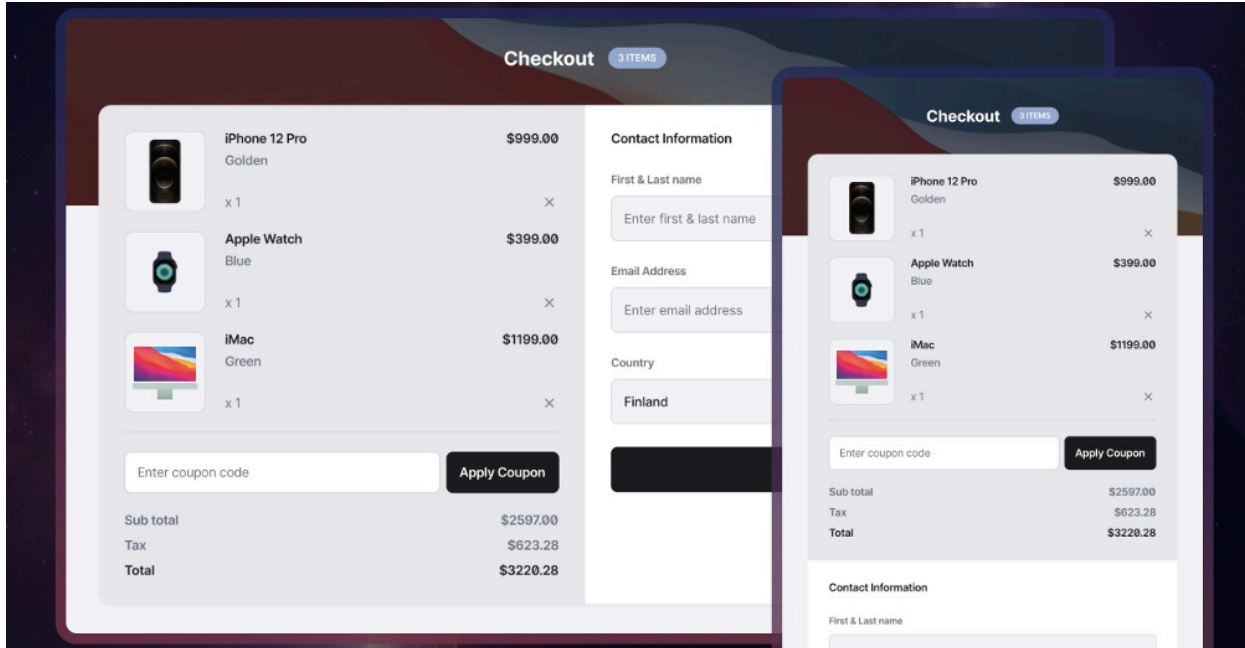 Checkout 3 ITEMS
iPhone 12 Pro $999.00
Golden
x 1 ×
Apple Watch $399.00
Blue
x 1 ×
iMac $1199.00
Green
x 1 ×
Enter coupon code Apply Coupon
Sub total $2597.00
Tax $623.28
Total $3220.28
Contact Information
First & Last name
Enter first & last name
Email Address
Enter email address
Country
Finland
Checkout 3 ITEMS
iPhone 12 Pro $999.00
Golden
x 1 ×
Apple Watch $399.00
Blue
x 1 ×
iMac $1199.00
Green
x 1 ×
Enter coupon code Apply Coupon
Sub total $2597.00
Tax $623.28
Total $3220.28
Contact Information
First & Last name